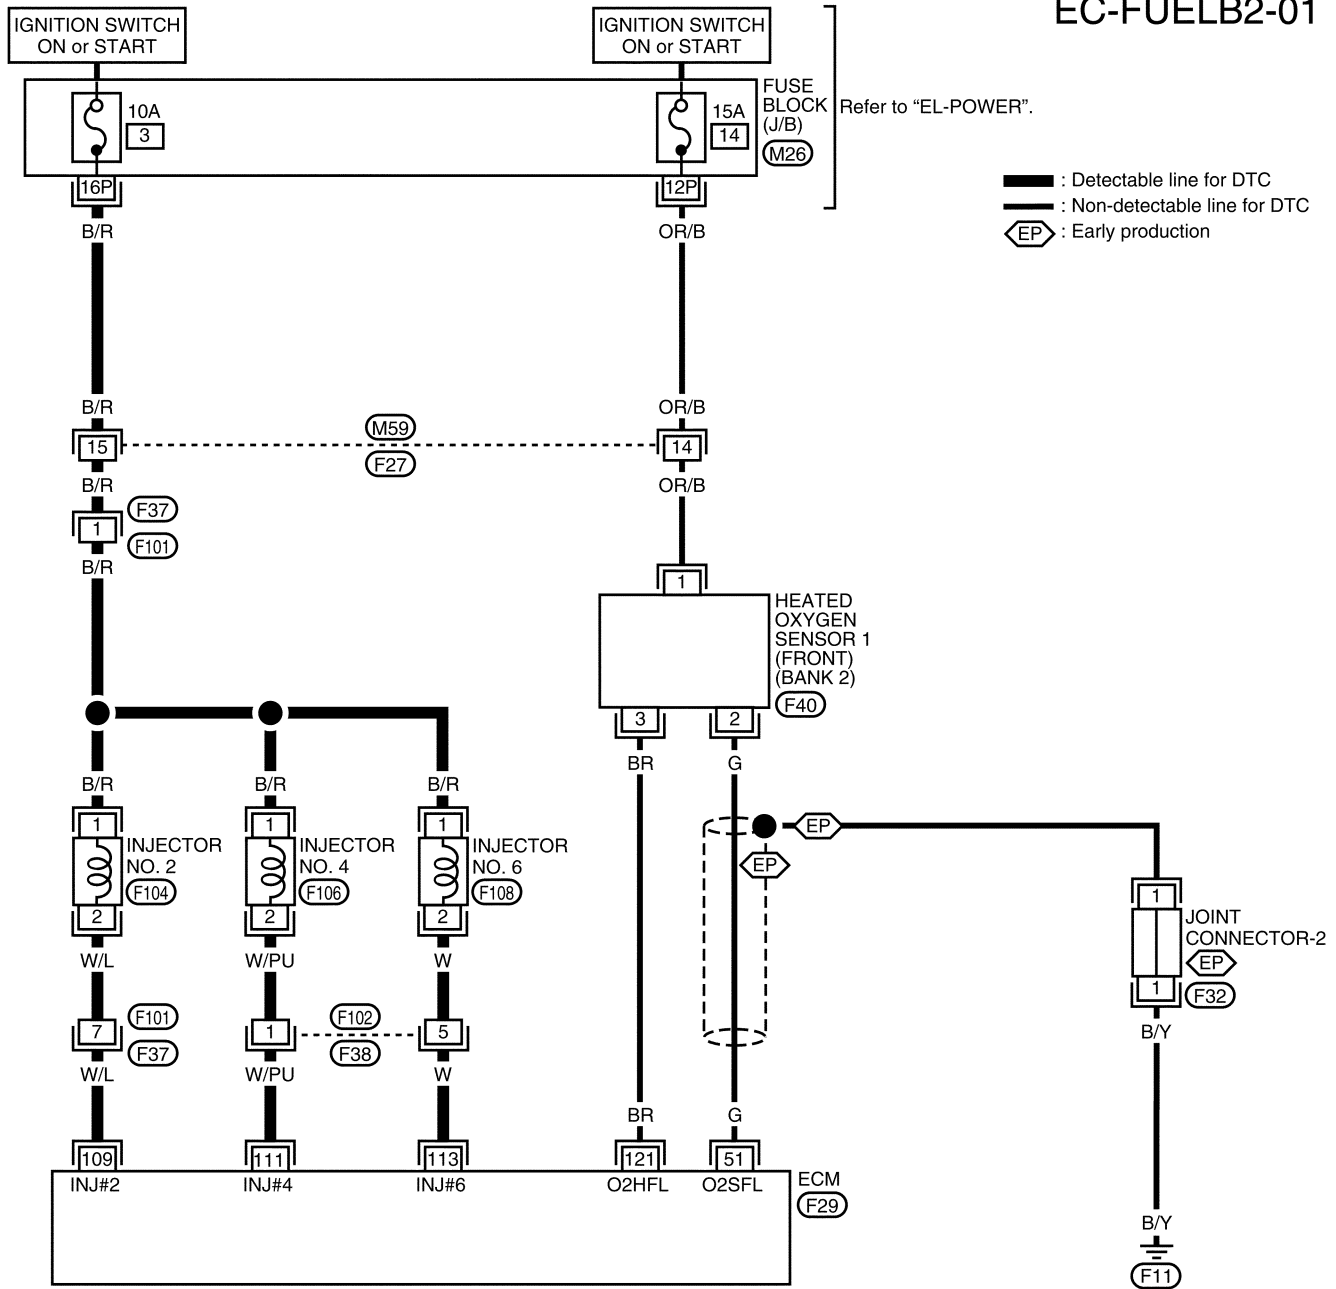 EC-FUELB2-01
IGNITION SWITCH
ON or START
IGNITION SWITCH
ON or START
10A
3
15A
14
FUSE
BLOCK
(J/B)
M26
Refer to “EL-POWER”.
16P
12P
: Detectable line for DTC
: Non-detectable line for DTC
EP : Early production
B/R
OR/B
B/R
OR/B
15
M59
F27
14
B/R
OR/B
1
F37
F101
B/R
1
HEATED
OXYGEN
SENSOR 1
(FRONT)
(BANK 2)
F40
3
2
BR
G
B/R
B/R
B/R
1
INJECTOR
NO. 2
F104
2
1
INJECTOR
NO. 4
F106
2
1
INJECTOR
NO. 6
F108
2
EP
EP
1
JOINT
CONNECTOR-2
EP
1
F32
W/L
W/PU
W
7
F101
F37
1
F102
F38
5
B/Y
W/L
W/PU
W
BR
G
109
111
113
121
51
INJ#2
INJ#4
INJ#6
O2HFL
O2SFL
ECM
F29
B/Y
F11